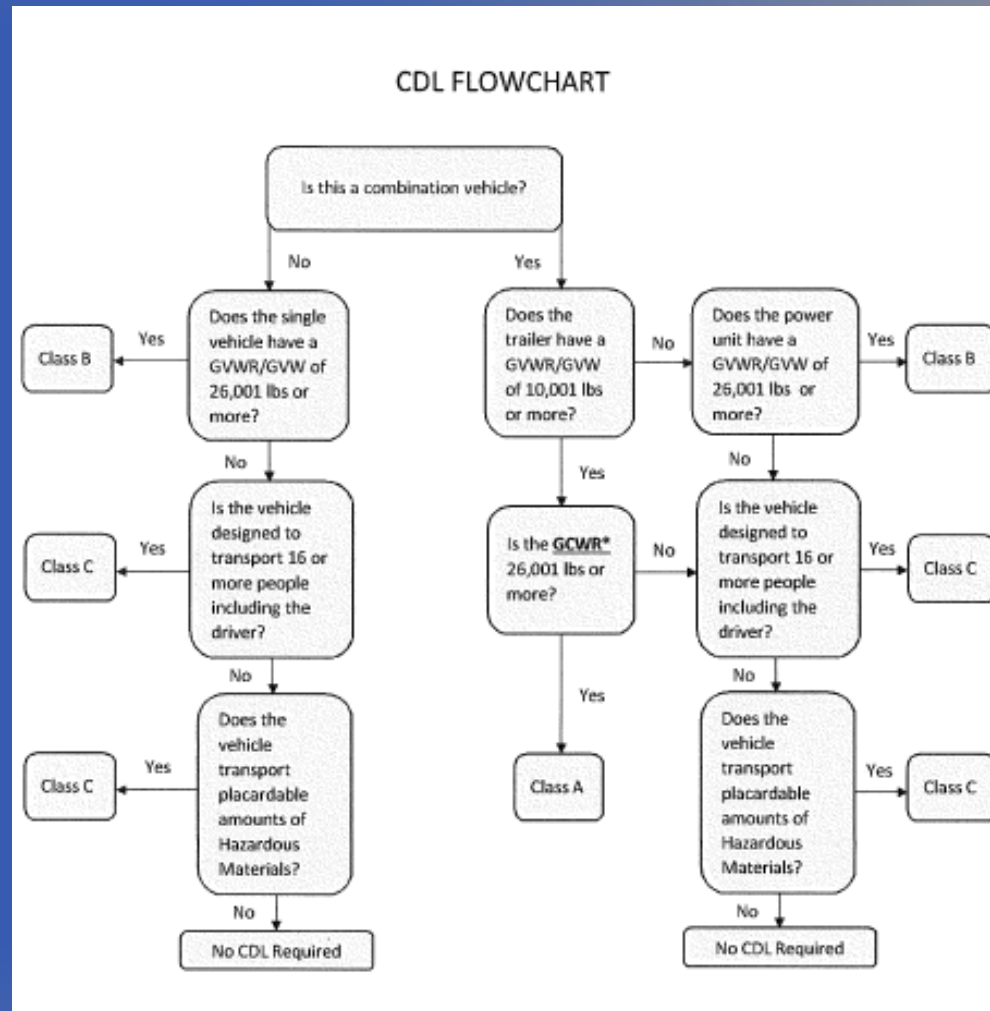 CDL FLOWCHART
Is this a combination vehicle?
No
Yes
Does the single
vehicle have a
GVWR/GVW of
26,001 lbs or
more?
Yes
Class B
No
Is the vehicle
designed to
transport 16 or
more people
including the
driver?
Yes
Class C
No
Does the
vehicle
transport
placardable
amounts of
Hazardous
Materials?
Yes
Class C
No
No CDL Required
Does the
trailer have a
GVWR/GVW
of 10,001 lbs
or more?
No
Yes
Is the GCWR*
26,001 lbs or
more?
No
Yes
Class A
Does the power
unit have a
GVWR/GVW of
26,001 lbs or
more?
Yes
Class B
No
Is the vehicle
designed to
transport 16 or
more people
including the
driver?
Yes
Class C
No
Does the
vehicle
transport
placardable
amounts of
Hazardous
Materials?
Yes
Class C
No
No CDL Required